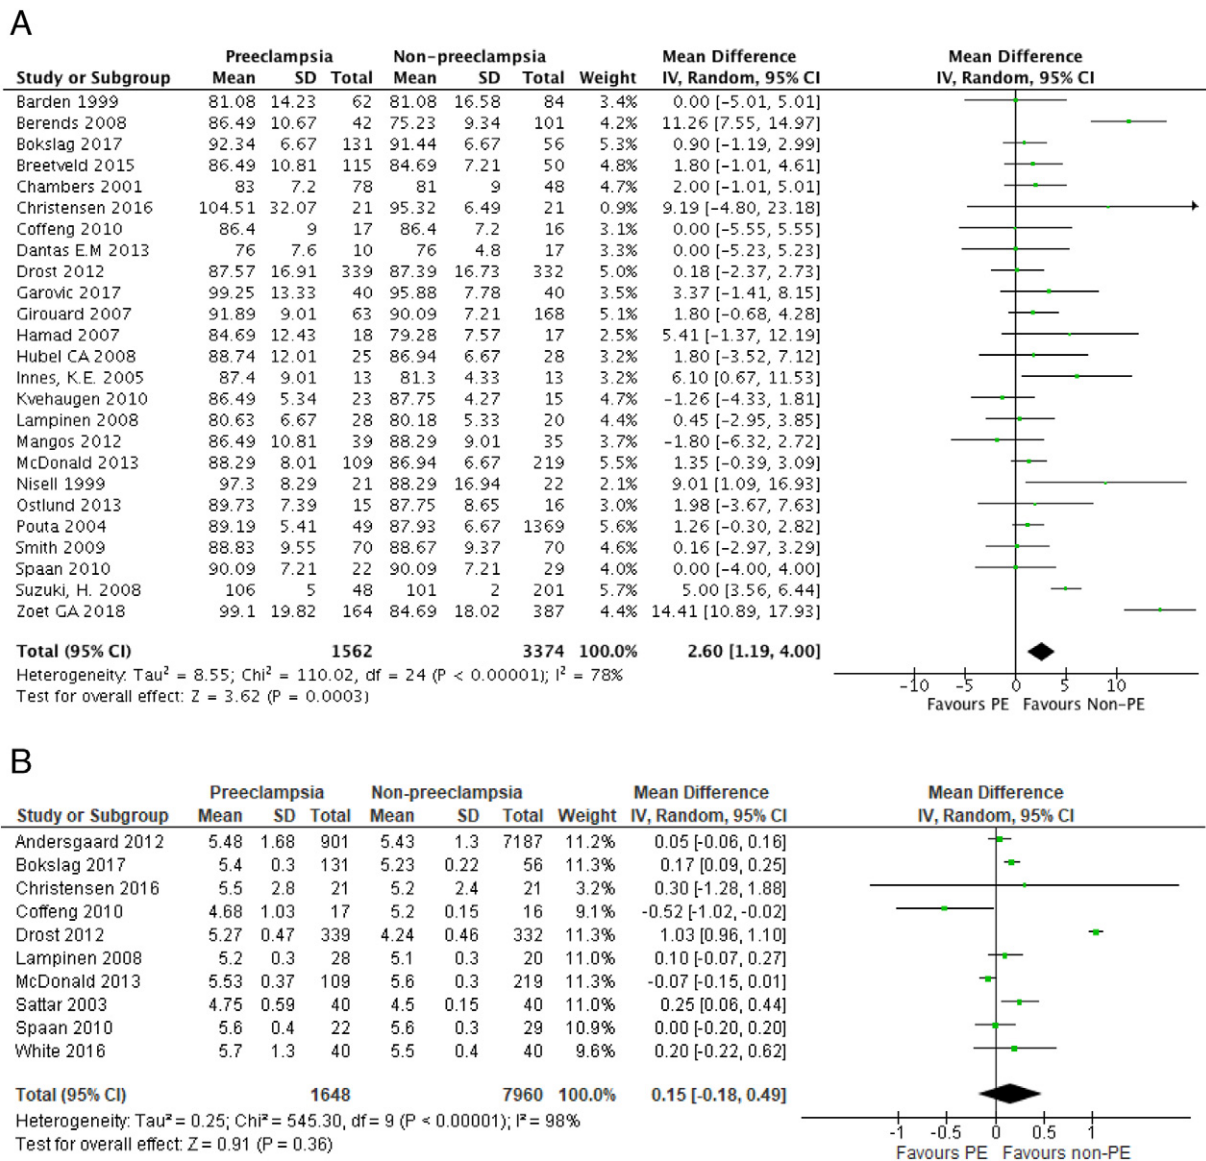 A
Preeclampsia Non-preeclampsia Mean Difference Mean Difference
Study or Subgroup Mean SD Total Mean SD Total Weight IV, Random, 95% CI IV, Random, 95% CI
Barden 1999 81.08 14.23 62 81.08 16.58 84 3.4% 0.00 [-5.01, 5.01]
Berends 2008 86.49 10.67 42 75.23 9.34 101 4.2% 11.26 [7.55, 14.97]
Bokslag 2017 92.34 6.67 131 91.44 6.67 56 5.3% 0.90 [-1.19, 2.99]
Breetveld 2015 86.49 10.81 115 84.69 7.21 50 4.8% 1.80 [-1.01, 4.61]
Chambers 2001 83 7.2 78 81 9 48 4.7% 2.00 [-1.01, 5.01]
Christensen 2016 104.51 32.07 21 95.32 6.49 21 0.9% 9.19 [-4.80, 23.18]
Coffeng 2010 86.4 9 17 86.4 7.2 16 3.1% 0.00 [-5.55, 5.55]
Dantas E.M 2013 76 7.6 10 76 4.8 17 3.3% 0.00 [-5.23, 5.23]
Drost 2012 87.57 16.91 339 87.39 16.73 332 5.0% 0.18 [-2.37, 2.73]
Garovic 2017 99.25 13.33 40 95.88 7.78 40 3.5% 3.37 [-1.41, 8.15]
Girouard 2007 91.89 9.01 63 90.09 7.21 168 5.1% 1.80 [-0.68, 4.28]
Hamad 2007 84.69 12.43 18 79.28 7.57 17 2.5% 5.41 [-1.37, 12.19]
Hubel CA 2008 88.74 12.01 25 86.94 6.67 28 3.2% 1.80 [-3.52, 7.12]
Innes, K.E. 2005 87.4 9.01 13 81.3 4.33 13 3.2% 6.10 [0.67, 11.53]
Kvehaugen 2010 86.49 5.34 23 87.75 4.27 15 4.7% -1.26 [-4.33, 1.81]
Lampinen 2008 80.63 6.67 28 80.18 5.33 20 4.4% 0.45 [-2.95, 3.85]
Mangos 2012 86.49 10.81 39 88.29 9.01 35 3.7% -1.80 [-6.32, 2.72]
McDonald 2013 88.29 8.01 109 86.94 6.67 219 5.5% 1.35 [-0.39, 3.09]
Nisell 1999 97.3 8.29 21 88.29 16.94 22 2.1% 9.01 [1.09, 16.93]
Ostlund 2013 89.73 7.39 15 87.75 8.65 16 3.0% 1.98 [-3.67, 7.63]
Pouta 2004 89.19 5.41 49 87.93 6.67 1369 5.6% 1.26 [-0.30, 2.82]
Smith 2009 88.83 9.55 70 88.67 9.37 70 4.6% 0.16 [-2.97, 3.29]
Spaan 2010 90.09 7.21 22 90.09 7.21 29 4.0% 0.00 [-4.00, 4.00]
Suzuki, H. 2008 106 5 48 101 2 201 5.7% 5.00 [3.56, 6.44]
Zoet GA 2018 99.1 19.82 164 84.69 18.02 387 4.4% 14.41 [10.89, 17.93]
Total (95% CI) 1562 3374 100.0% 2.60 [1.19, 4.00]
Heterogeneity: Tau² = 8.55; Chi² = 110.02, df = 24 (P < 0.00001); I² = 78%
Test for overall effect: Z = 3.62 (P = 0.0003)
-10 -5 0 5 10
Favours PE Favours Non-PE
B
Preeclampsia Non-preeclampsia Mean Difference Mean Difference
Study or Subgroup Mean SD Total Mean SD Total Weight IV, Random, 95% CI IV, Random, 95% CI
Andersgaard 2012 5.48 1.68 901 5.43 1.3 7187 11.2% 0.05 [-0.06, 0.16]
Bokslag 2017 5.4 0.3 131 5.23 0.22 56 11.3% 0.17 [0.09, 0.25]
Christensen 2016 5.5 2.8 21 5.2 2.4 21 3.2% 0.30 [-1.28, 1.88]
Coffeng 2010 4.68 1.03 17 5.2 0.15 16 9.1% -0.52 [-1.02, -0.02]
Drost 2012 5.27 0.47 339 4.24 0.46 332 11.3% 1.03 [0.96, 1.10]
Lampinen 2008 5.2 0.3 28 5.1 0.3 20 11.0% 0.10 [-0.07, 0.27]
McDonald 2013 5.53 0.37 109 5.6 0.3 219 11.3% -0.07 [-0.15, 0.01]
Sattar 2003 4.75 0.59 40 4.5 0.15 40 11.0% 0.25 [0.06, 0.44]
Spaan 2010 5.6 0.4 22 5.6 0.3 29 10.9% 0.00 [-0.20, 0.20]
White 2016 5.7 1.3 40 5.5 0.4 40 9.6% 0.20 [-0.22, 0.62]
Total (95% CI) 1648 7960 100.0% 0.15 [-0.18, 0.49]
Heterogeneity: Tau² = 0.25; Chi² = 545.30, df = 9 (P < 0.00001); I² = 98%
Test for overall effect: Z = 0.91 (P = 0.36)
-1 -0.5 0 0.5 1
Favours PE Favours non-PE